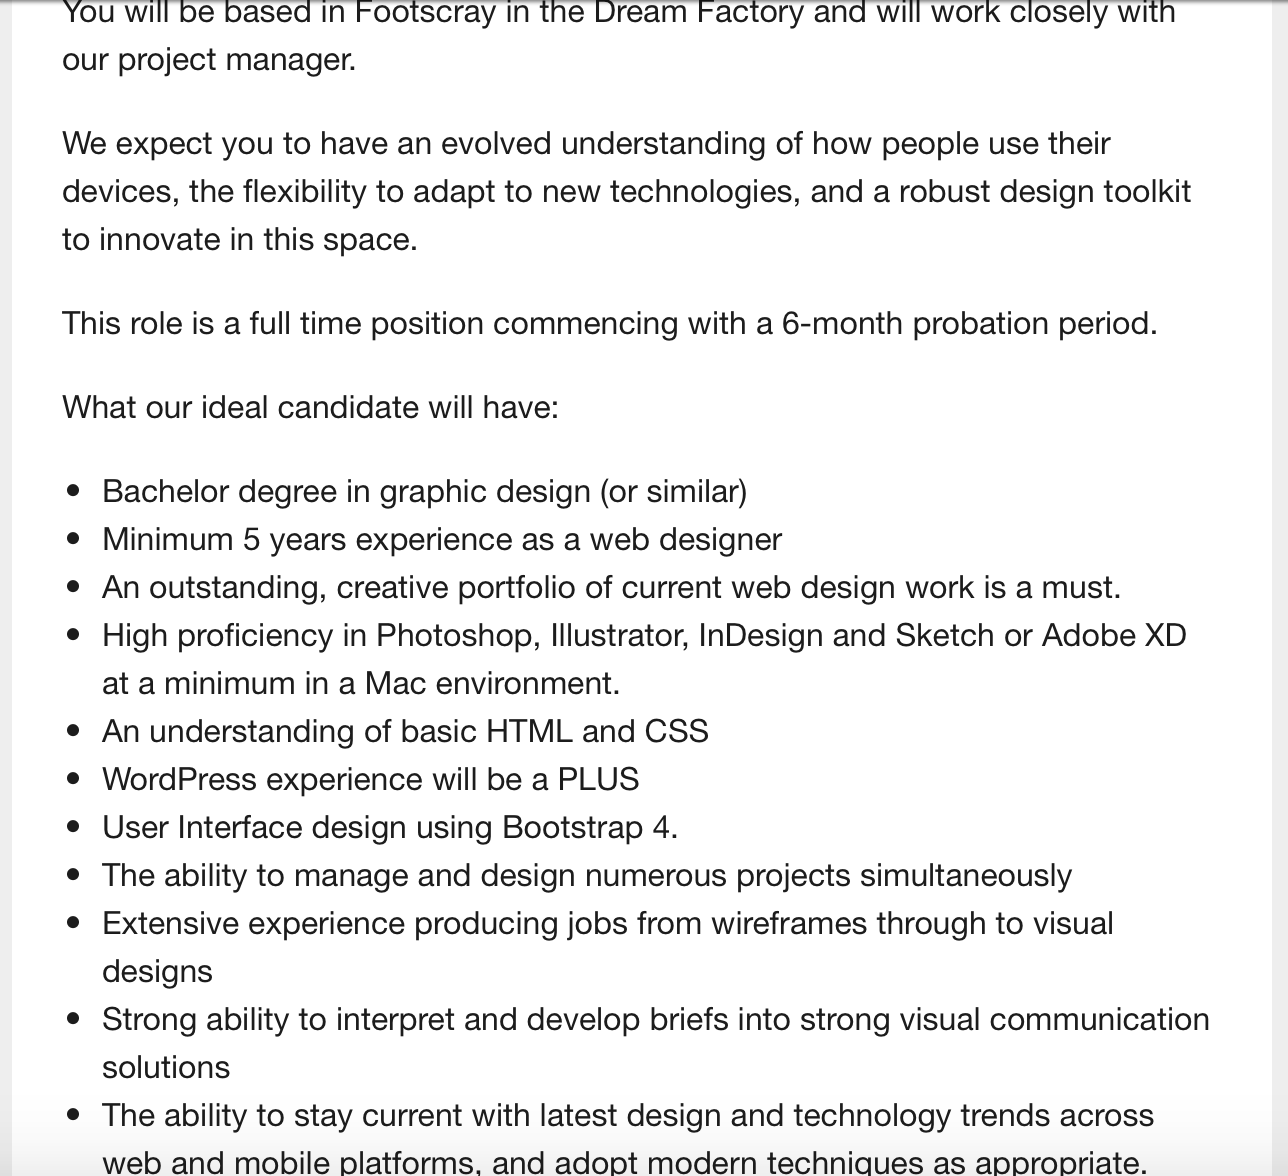 You will be based in Footscray in the Dream Factory and will work closely with
our project manager.
We expect you to have an evolved understanding of how people use their
devices, the flexibility to adapt to new technologies, and a robust design toolkit
to innovate in this space.
This role is a full time position commencing with a 6-month probation period.
What our ideal candidate will have:
• Bachelor degree in graphic design (or similar)
• Minimum 5 years experience as a web designer
• An outstanding, creative portfolio of current web design work is a must.
• High proficiency in Photoshop, Illustrator, InDesign and Sketch or Adobe XD
at a minimum in a Mac environment.
• An understanding of basic HTML and CSS
• WordPress experience will be a PLUS
• User Interface design using Bootstrap 4.
• The ability to manage and design numerous projects simultaneously
• Extensive experience producing jobs from wireframes through to visual
designs
• Strong ability to interpret and develop briefs into strong visual communication
solutions
• The ability to stay current with latest design and technology trends across
web and mobile platforms, and adopt modern techniques as appropriate.